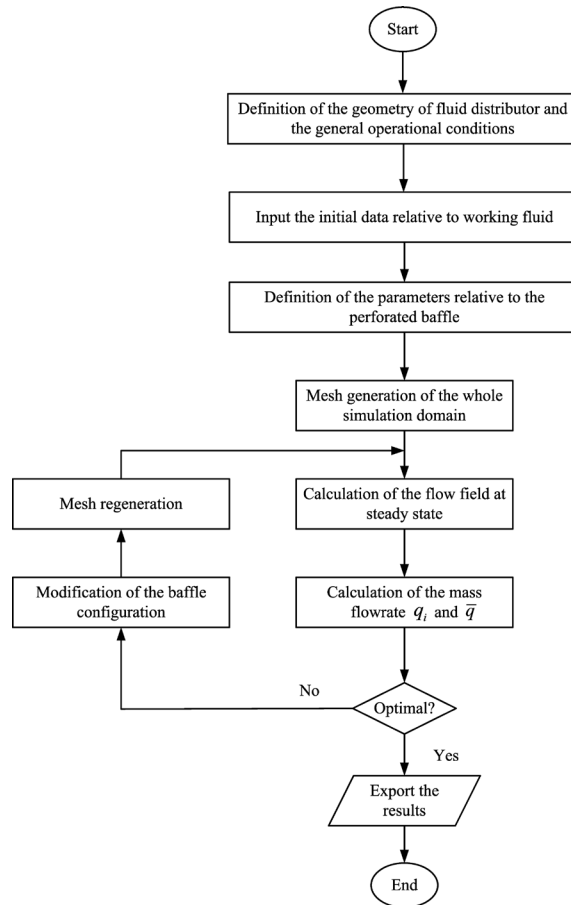 Start
Definition of the geometry of fluid distributor and
the general operational conditions
Input the initial data relative to working fluid
Definition of the parameters relative to the
perforated baffle
Mesh generation of the whole
simulation domain
Mesh regeneration
Calculation of the flow field at
steady state
Modification of the baffle
configuration
Calculation of the mass
flowrate q_i and q̅
No
Optimal?
Yes
Export the
results
End